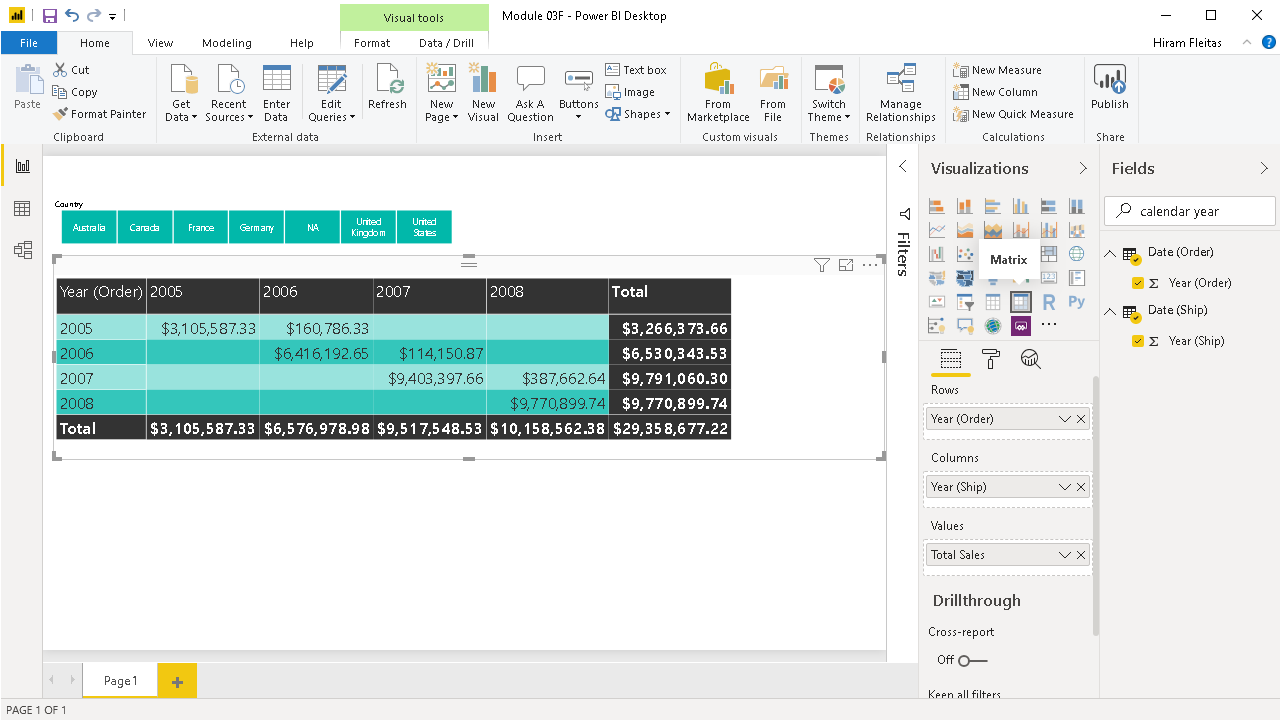 Visual tools
Module 03F - Power BI Desktop
File
Home
View
Modeling
Help
Format
Data / Drill
Hiram Fleitas
Paste
Cut
Copy
Format Painter
Clipboard
Get Data
Recent Sources
Enter Data
Edit Queries
External data
Refresh
New Page
New Visual
Ask A Question
Buttons
Text box
Image
Shapes
Insert
From Marketplace
From File
Custom visuals
Switch Theme
Themes
Manage Relationships
Relationships
New Measure
New Column
New Quick Measure
Calculations
Publish
Share
Country
Australia
Canada
France
Germany
NA
United Kingdom
United States
Year (Order) 2005 2006 2007 2008 Total
2005 $3,105,587.33 $160,786.33 $3,266,373.66
2006 $6,416,192.65 $114,150.87 $6,530,343.53
2007 $9,403,397.66 $387,662.64 $9,791,060.30
2008 $9,770,899.74 $9,770,899.74
Total $3,105,587.33 $6,576,978.98 $9,517,548.53 $10,158,562.38 $29,358,677.22
Filters
Visualizations
Matrix
123
R
Py
Rows
Year (Order)
Columns
Year (Ship)
Values
Total Sales
Drillthrough
Cross-report
Off
Keep all filters
Fields
calendar year
Date (Order)
Σ Year (Order)
Date (Ship)
Σ Year (Ship)
Page1
PAGE 1 OF 1